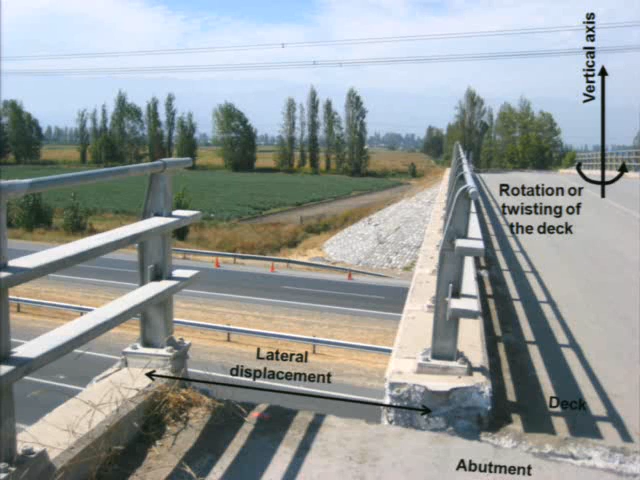 Vertical axis
Rotation or
twisting of
the deck
Lateral
displacement
Deck
Abutment